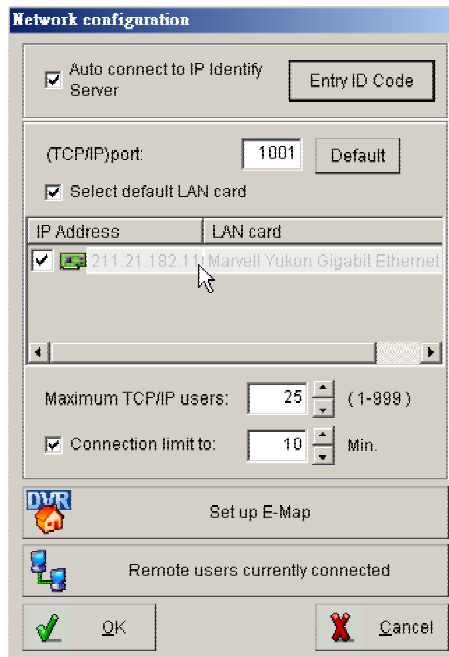 Network configuration
Auto connect to IP Identify
Server
Entry ID Code
(TCP/IP)port:
1001
Default
Select default LAN card
IP Address
LAN card
211.21.182.11
Marvell Yukon Gigabit Ethernet
Maximum TCP/IP users:
25
(1-999)
Connection limit to:
10
Min.
DVR
Set up E-Map
Remote users currently connected
OK
Cancel